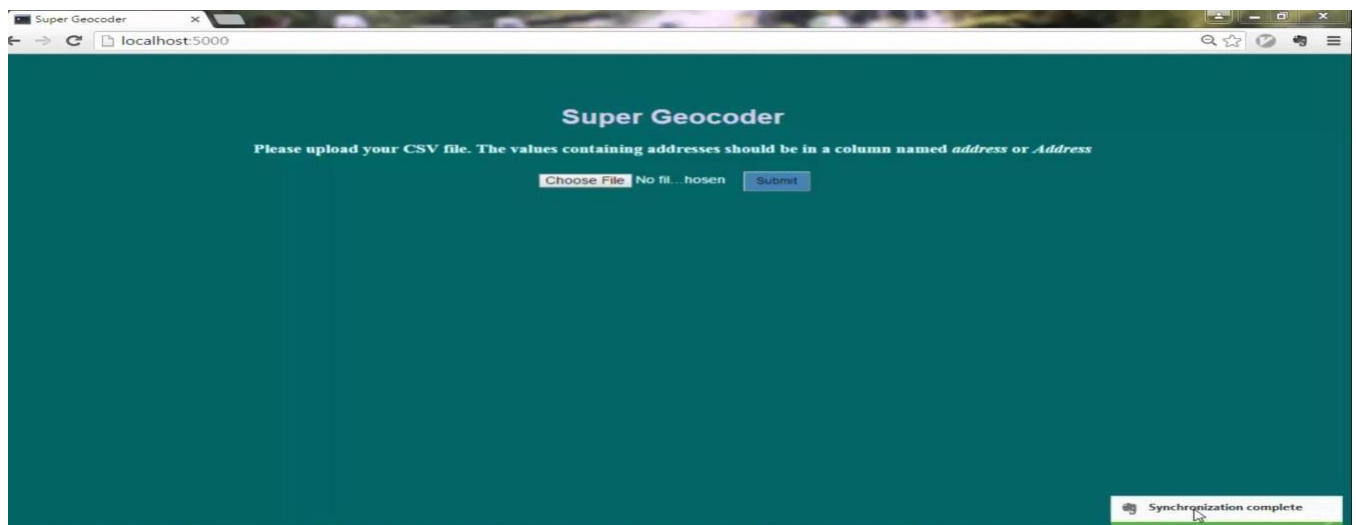 Super Geocoder
localhost:5000
Super Geocoder
Please upload your CSV file. The values containing addresses should be in a column named address or Address
Choose File No fil...hosen Submit
Synchronization complete